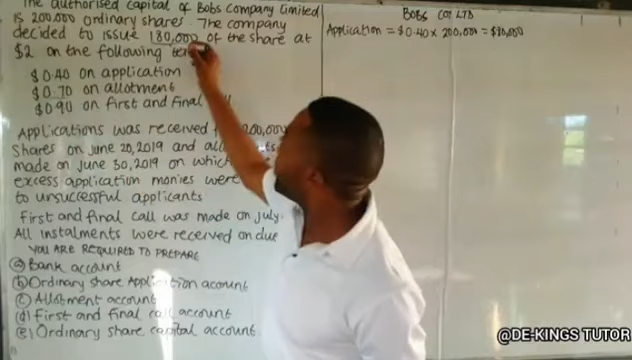 The authorised capital of Bobs Company Limited
is 200000 ordinary shares. The company
decided to issue 180,000 of the share at
$2 on the following
$0.40 on application
$0.70 on allotment
$0.90 on First and Final
Applications was received 200,000
shares on June 20, 2019 and
made on June 30, 2019 on which
excess application monies were
to unsuccessful applicants
First and final call was made on July
All instalments were received on due
YOU ARE REQUIRED TO PREPARE
(a) Bank account
(b) Ordinary share Application acount
(c) Allotment account
(d) First and final call account
(e) Ordinary share capital account
BOBS CO LTD
Application = $0.40 x 200,000 = $80,000
@DE-KINGS TUTOR